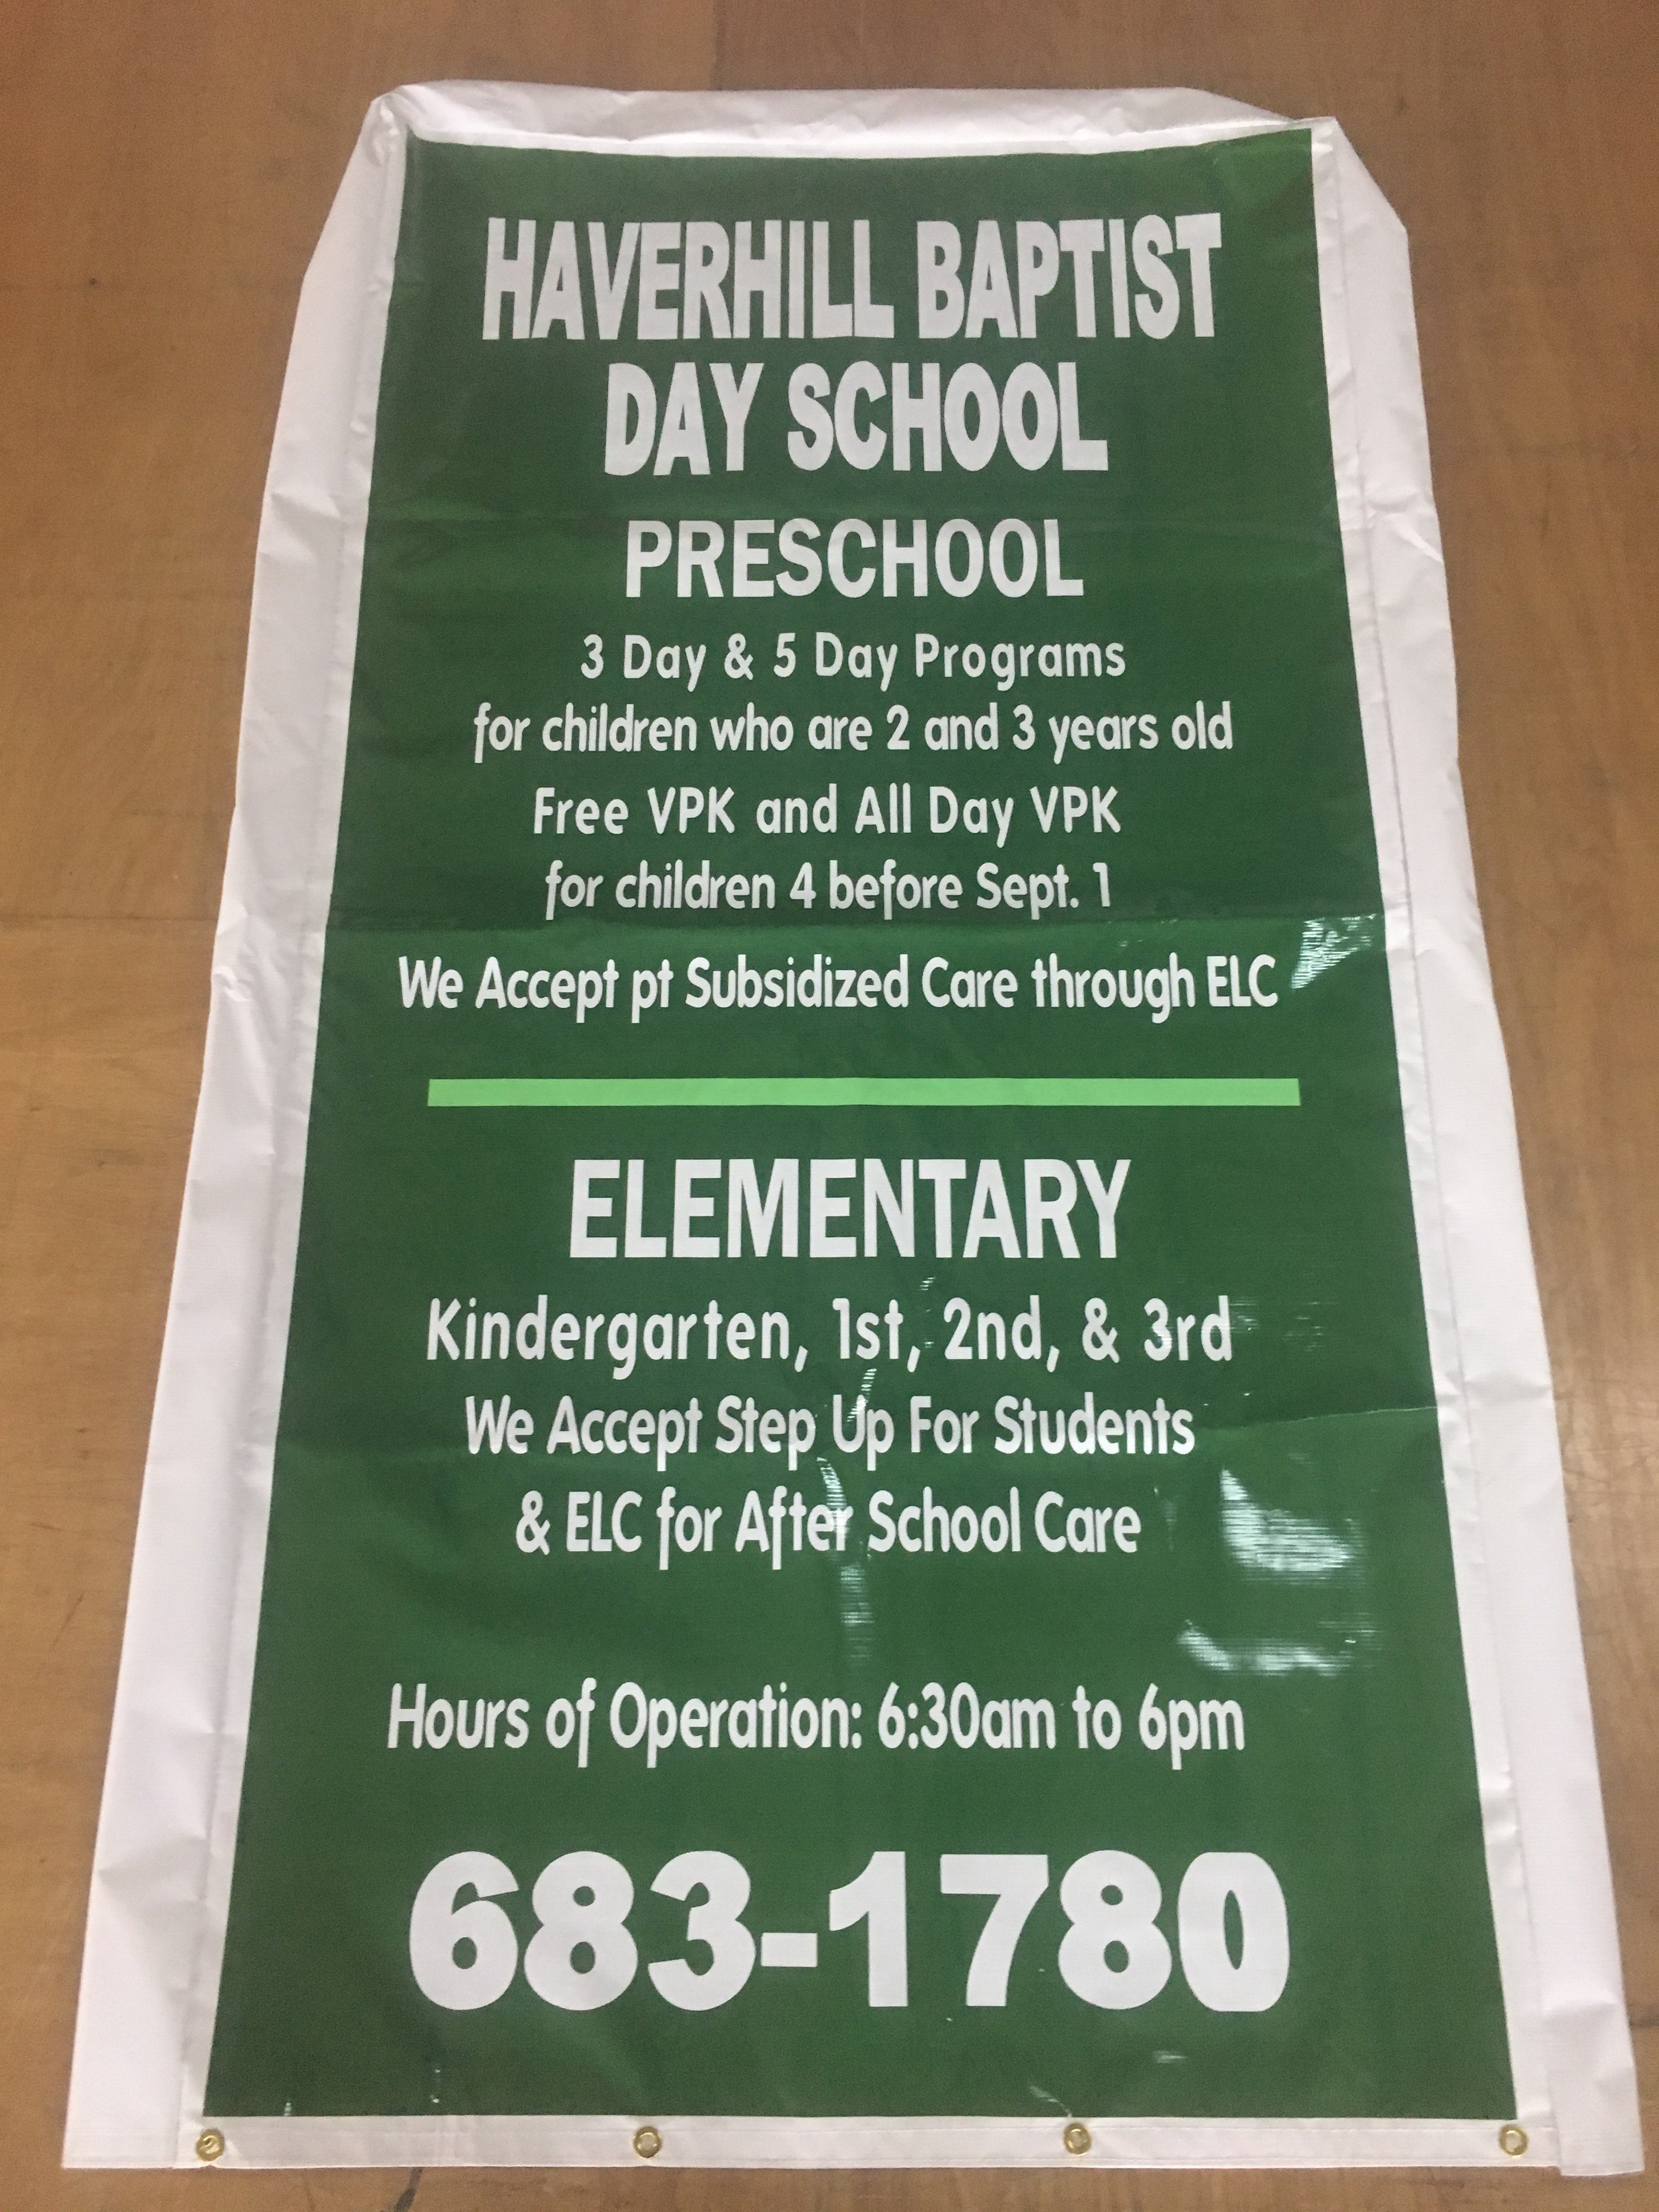 HAVERHILL BAPTIST
DAY SCHOOL
PRESCHOOL
3 Day & 5 Day Programs
for children who are 2 and 3 years old
Free VPK and All Day VPK
for children 4 before Sept. 1
We Accept pt Subsidized Care through ELC
ELEMENTARY
Kindergarten, 1st, 2nd, & 3rd
We Accept Step Up For Students
& ELC for After School Care
Hours of Operation: 6:30am to 6pm
683-1780